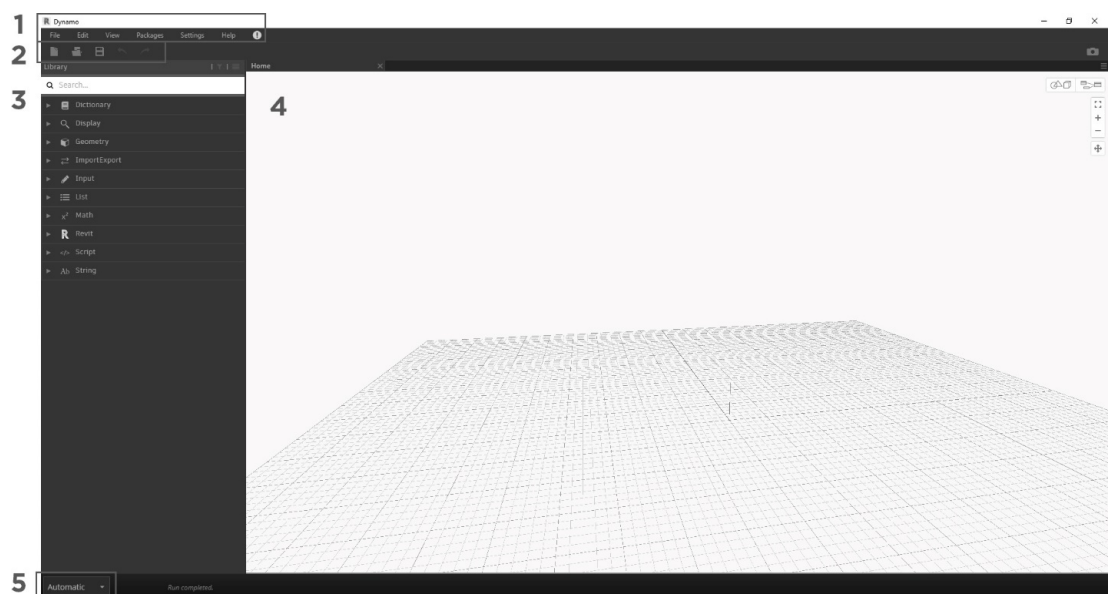 1
Dynamo
File Edit View Packages Settings Help
2
Library
Home
3
Search...
4
Dictionary
Display
Geometry
ImportExport
Input
List
Math
R Revit
Script
String
5
Automatic
Run completed.